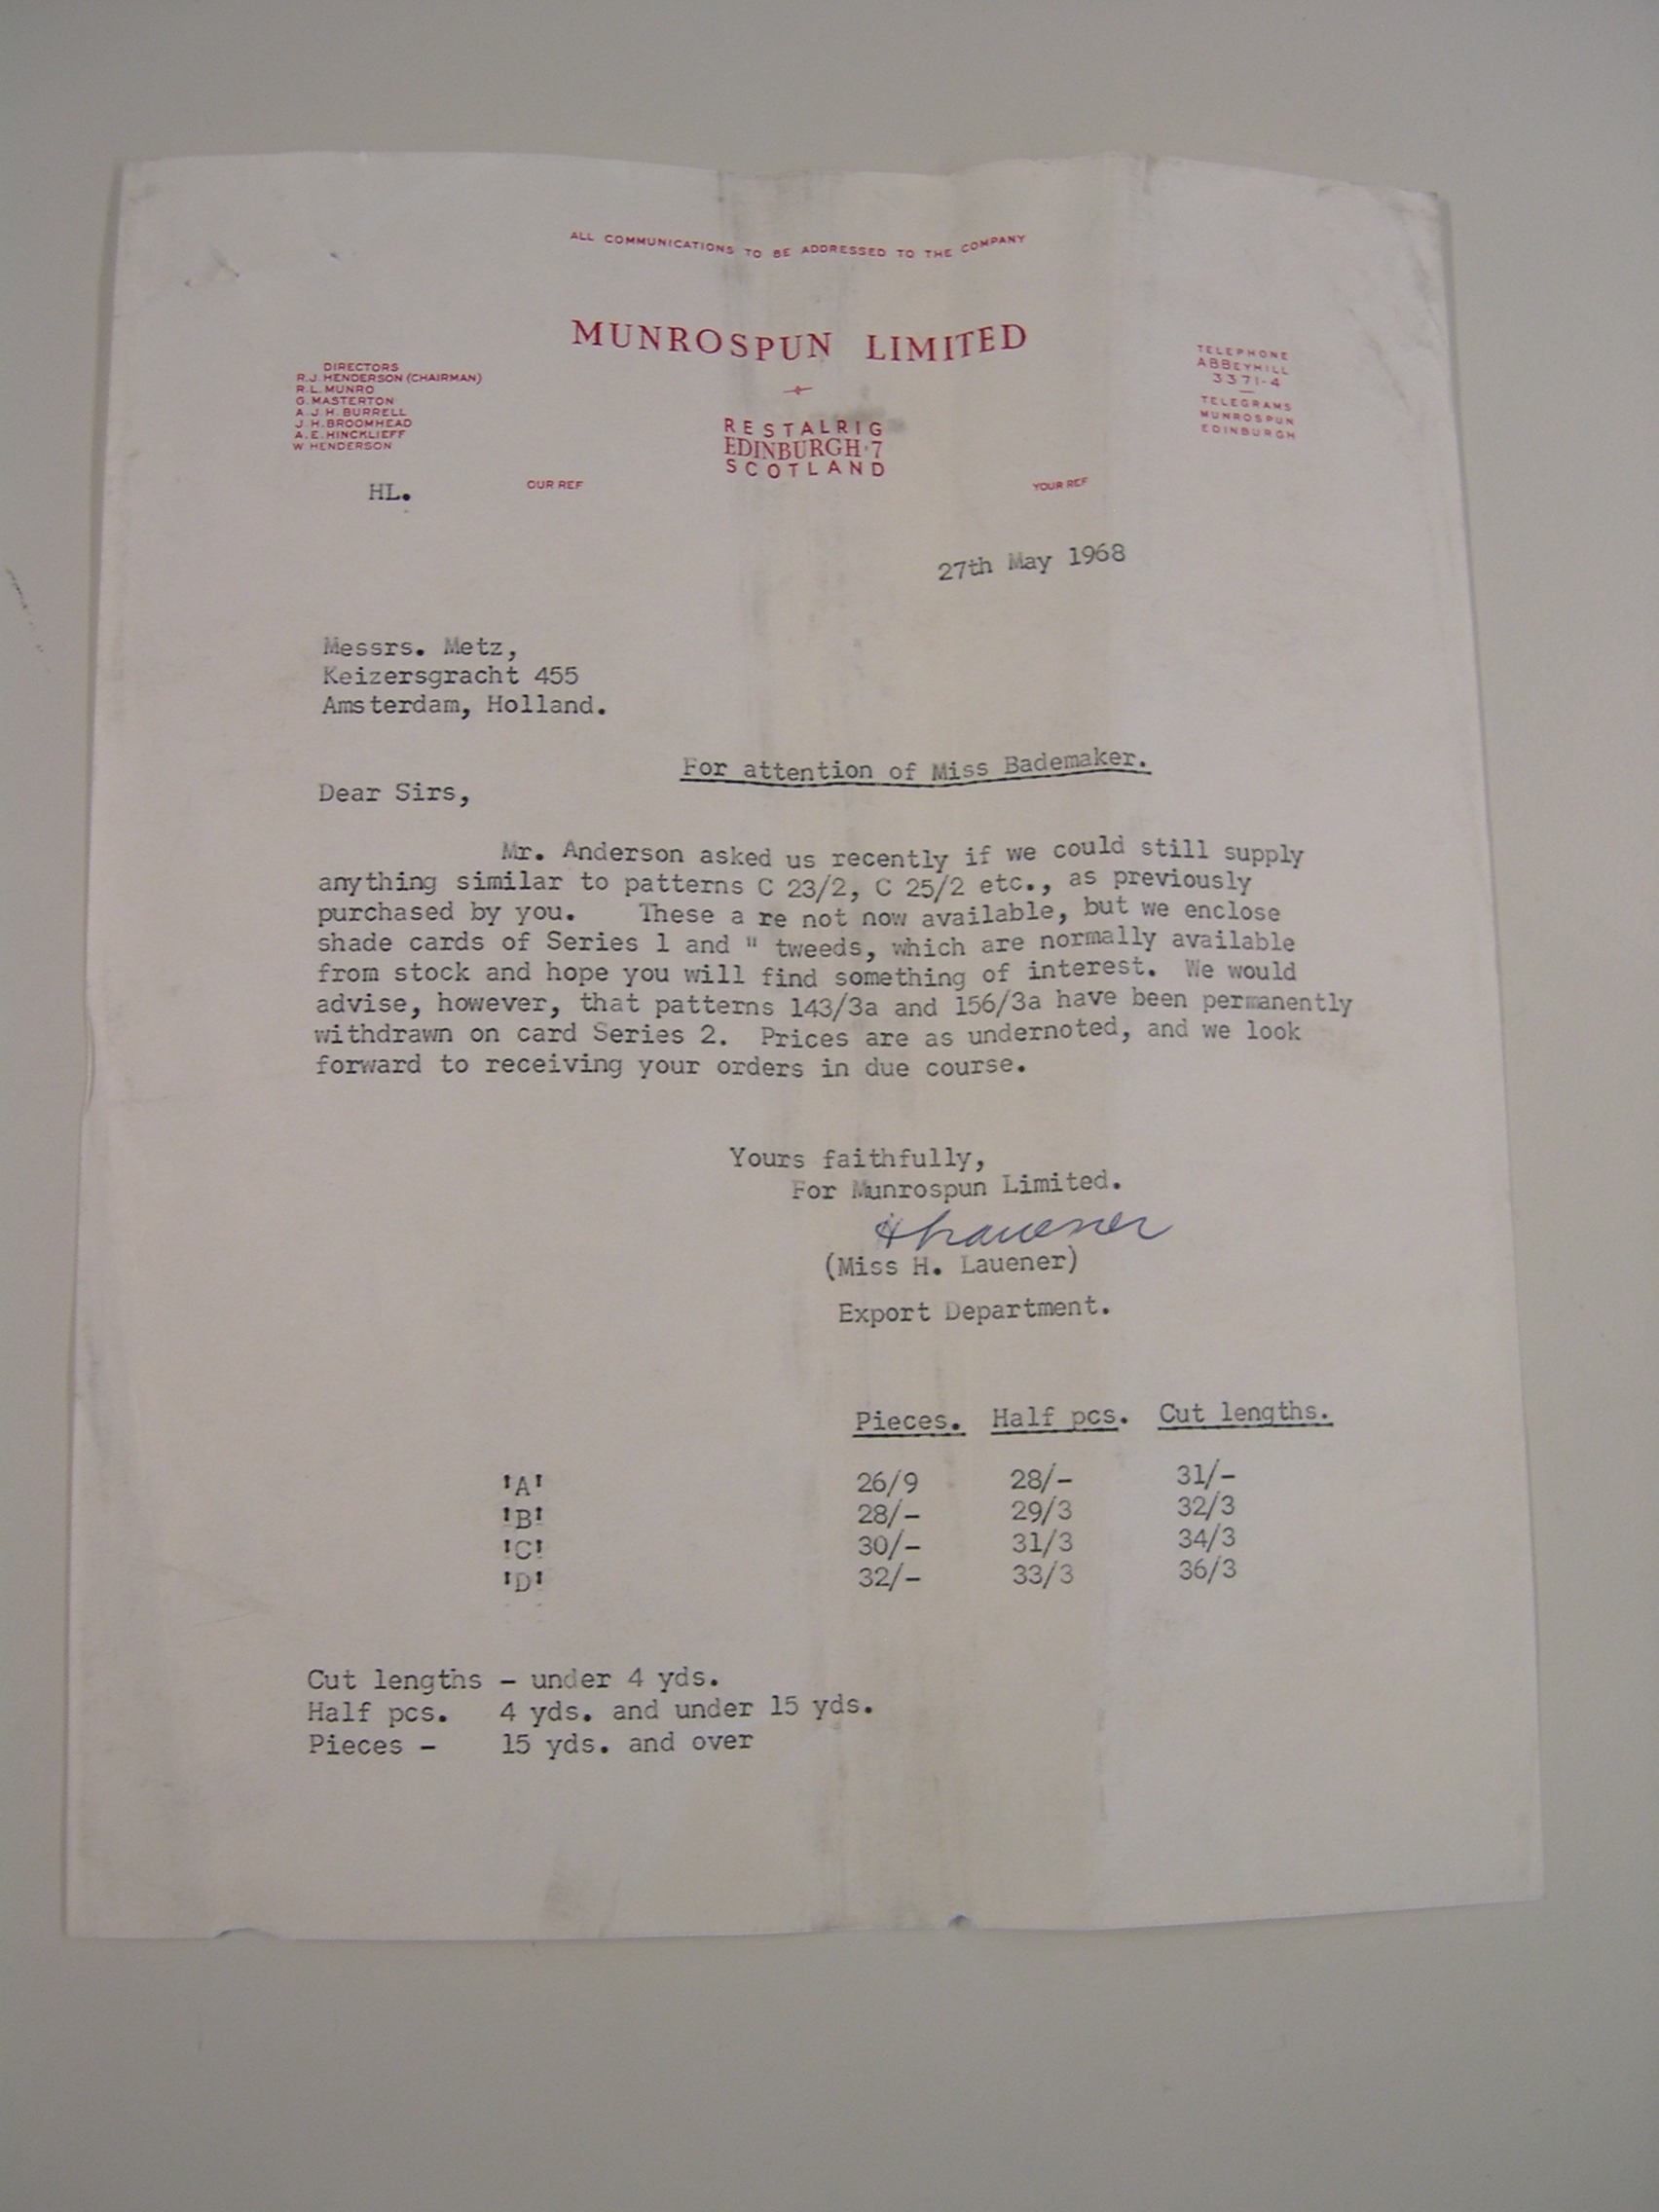 ALL COMMUNICATIONS TO BE ADDRESSED TO THE COMPANY
MUNROSPUN LIMITED
DIRECTORS
R.J. HENDERSON (CHAIRMAN)
R.L. MUNRO
G. MASTERTON
A.J.H. BURRELL
J.H. BROOMHEAD
A.E. HINCKLIEFF
W. HENDERSON
RESTALRIG
EDINBURGH·7
SCOTLAND
TELEPHONE
ABBEYHILL
3371-4
TELEGRAMS
MUNROSPUN
EDINBURGH
HL. OUR REF YOUR REF
27th May 1968
Messrs. Metz,
Keizersgracht 455
Amsterdam, Holland.
For attention of Miss Bademaker.
Dear Sirs,
Mr. Anderson asked us recently if we could still supply
anything similar to patterns C 23/2, C 25/2 etc., as previously
purchased by you. These a re not now available, but we enclose
shade cards of Series 1 and " tweeds, which are normally available
from stock and hope you will find something of interest. We would
advise, however, that patterns 143/3a and 156/3a have been permanently
withdrawn on card Series 2. Prices are as undernoted, and we look
forward to receiving your orders in due course.
Yours faithfully,
For Munrospun Limited.
HLauener
(Miss H. Lauener)
Export Department.
Pieces. Half pcs. Cut lengths.
'A' 26/9 28/- 31/-
'B' 28/- 29/3 32/3
'C' 30/- 31/3 34/3
'D' 32/- 33/3 36/3
Cut lengths - under 4 yds.
Half pcs. 4 yds. and under 15 yds.
Pieces - 15 yds. and over